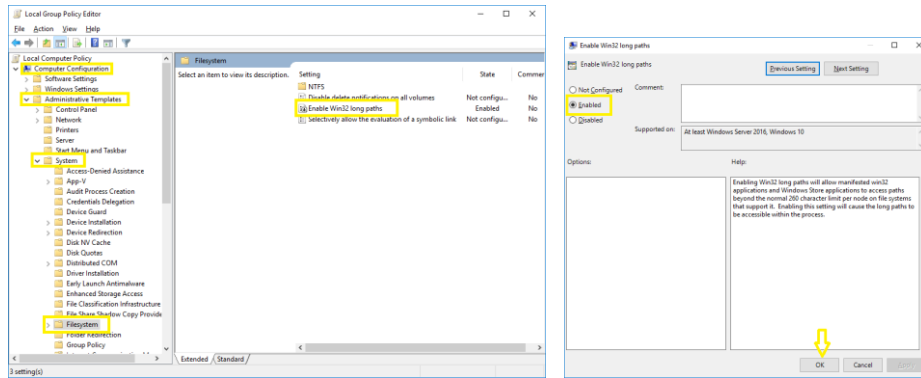 Local Group Policy Editor
File Action View Help
Local Computer Policy
Computer Configuration
Software Settings
Windows Settings
Administrative Templates
Control Panel
Network
Printers
Server
Start Menu and Taskbar
System
Access-Denied Assistance
App-V
Audit Process Creation
Credentials Delegation
Device Guard
Device Installation
Device Redirection
Disk NV Cache
Disk Quotas
Distributed COM
Driver Installation
Early Launch Antimalware
Enhanced Storage Access
File Classification Infrastructure
File Share Shadow Copy Provide
Filesystem
Folder Redirection
Group Policy
Filesystem
Select an item to view its description.
Setting State Commen
NTFS
Disable delete notifications on all volumes Not configu... No
Enable Win32 long paths Enabled No
Selectively allow the evaluation of a symbolic link Not configu... No
Extended Standard
3 setting(s)
Enable Win32 long paths
Enable Win32 long paths
Previous Setting Next Setting
Not Configured Comment:
Enabled
Disabled
Supported on: At least Windows Server 2016, Windows 10
Options: Help:
Enabling Win32 long paths will allow manifested win32
applications and Windows Store applications to access paths
beyond the normal 260 character limit per node on file systems
that support it. Enabling this setting will cause the long paths to
be accessible within the process.
OK Cancel Apply